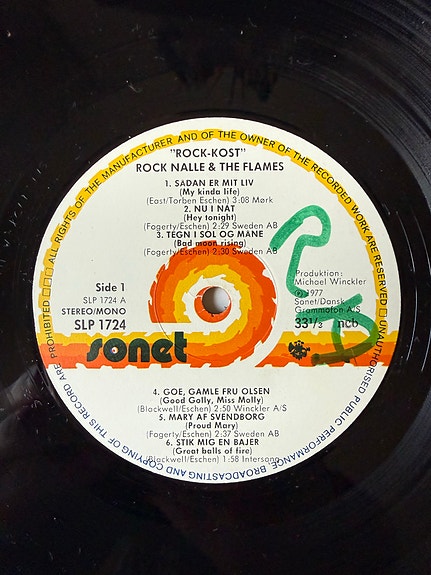 ALL RIGHTS OF THE MANUFACTURER AND OF THE OWNER OF THE RECORDED WORK ARE RESERVED
UNAUTHORISED PUBLIC PERFORMANCE, BROADCASTING AND COPYING OF THIS RECORD ARE PROHIBITED
"ROCK-KOST"
ROCK NALLE & THE FLAMES
1. SADAN ER MIT LIV
(My kinda life)
(East/Torben Eschen) 3:08 Mørk
2. NU I NAT
(Hey tonight)
(Fogerty/Eschen) 2:29 Sweden AB
3. TEGN I SOL OG MANE
(Bad moon rising)
(Fogerty/Eschen) 2:30 Sweden AB
Side 1
SLP 1724 A
STEREO/MONO
SLP 1724
Produktion:
Michael Winckler
℗ 1977
Sonet/Dansk
Grammofon A/S
33 1/3 ncb
sonet
4. GOE, GAMLE FRU OLSEN
(Good Golly, Miss Molly)
(Blackwell/Eschen) 2:50 Winckler A/S
5. MARY AF SVENDBORG
(Proud Mary)
(Fogerty/Eschen) 2:37 Sweden AB
6. STIK MIG EN BAJER
(Great balls of fire)
(Blackwell/Eschen) 1:58 Intersong